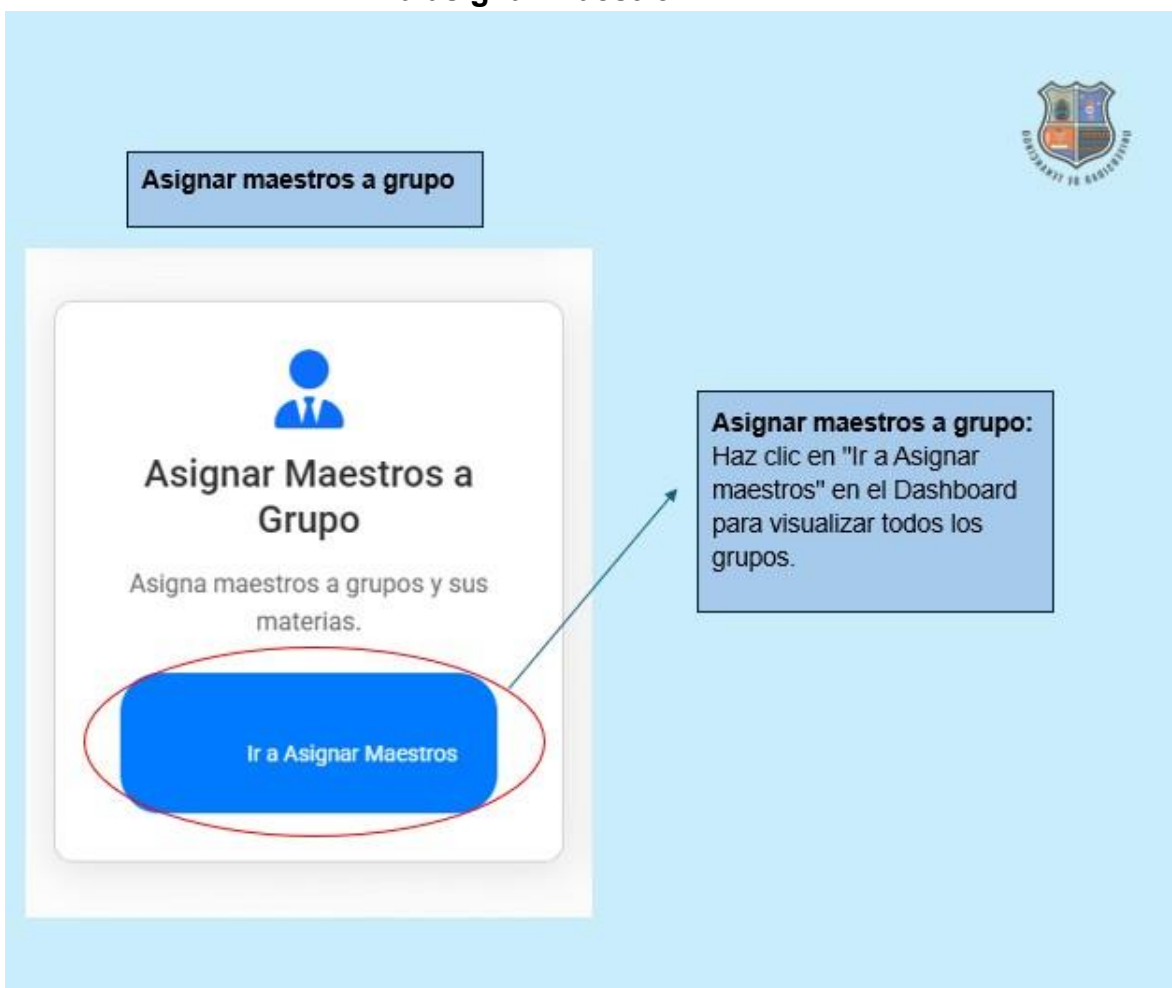 Asignar maestros a grupo
Asignar Maestros a
Grupo
Asigna maestros a grupos y sus
materias.
Ir a Asignar Maestros
Asignar maestros a grupo:
Haz clic en "Ir a Asignar
maestros" en el Dashboard
para visualizar todos los
grupos.